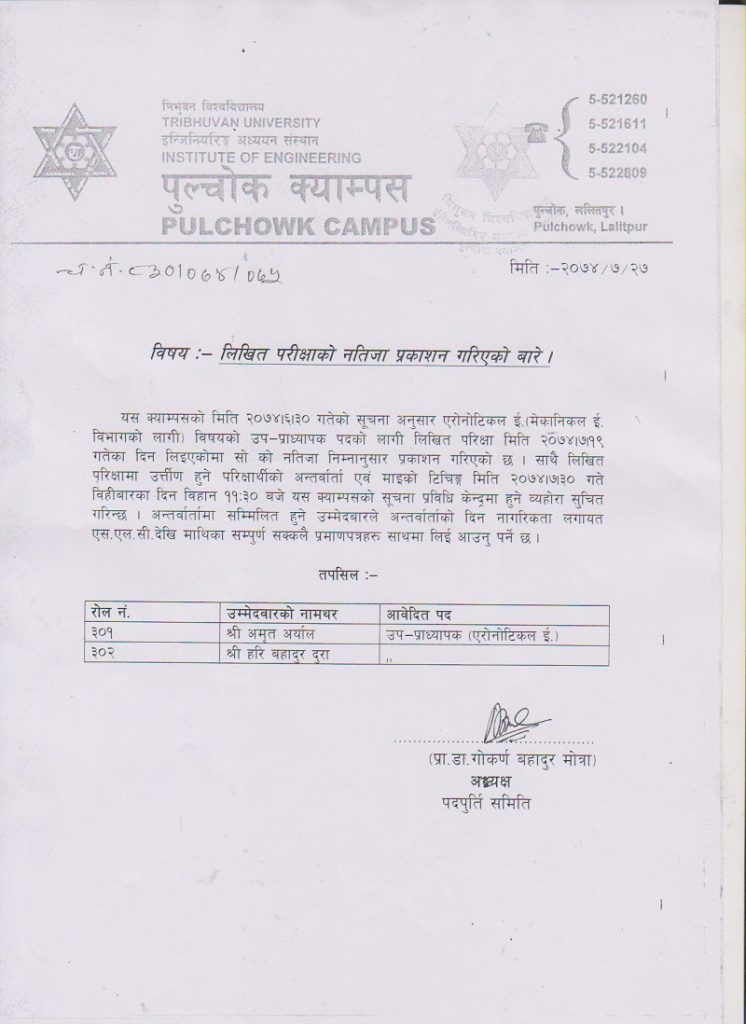 त्रिभुवन विश्वविद्यालय
TRIBHUVAN UNIVERSITY
इन्जिनियरिङ अध्ययन संस्थान
INSTITUTE OF ENGINEERING
पुल्चोक क्याम्पस
PULCHOWK CAMPUS
5-521260
5-521611
5-522104
5-522809
पुल्चोक, ललितपुर ।
Pulchowk, Lalitpur
च.नं. ८३०/०७४/०७५
मिति :–२०७४/७/२७
विषय :– लिखित परीक्षाको नतिजा प्रकाशन गरिएको बारे ।
यस क्याम्पसको मिति २०७४।६।३० गतेको सूचना अनुसार एरोनोटिकल ई.(मेकानिकल ई.
विभागको लागी) विषयको उप–प्राध्यापक पदको लागी लिखित परिक्षा मिति २०७४।७।१९
गतेका दिन लिइएकोमा सो को नतिजा निम्नानुसार प्रकाशन गरिएको छ । साथै लिखित
परिक्षामा उर्त्तीण हुने परिक्षार्थीको अन्तर्वार्ता एवं माइको टिचिङ्ग मिति २०७४।७।३० गते
विहीबारका दिन विहान ११:३० बजे यस क्याम्पसको सूचना प्रविधि केन्द्रमा हुने व्यहोरा सुचित
गरिन्छ । अन्तर्वार्तामा सम्मिलित हुने उम्मेदबारले अन्तर्वार्ताको दिन नागरिकता लगायत
एस.एल.सी.देखि माथिका सम्पुर्ण सक्कलै प्रमाणपत्रहरु साथमा लिई आउनु पर्ने छ ।
तपसिल :–
रोल नं. उम्मेदवारको नामथर आवेदित पद
३०१ श्री अमृत अर्याल उप–प्राध्यापक (एरोनोटिकल ई.)
३०२ श्री हरि बहादुर दुरा ,,
(प्रा.डा.गोकर्ण बहादुर मोत्रा)
अध्यक्ष
पदपुर्ति समिति